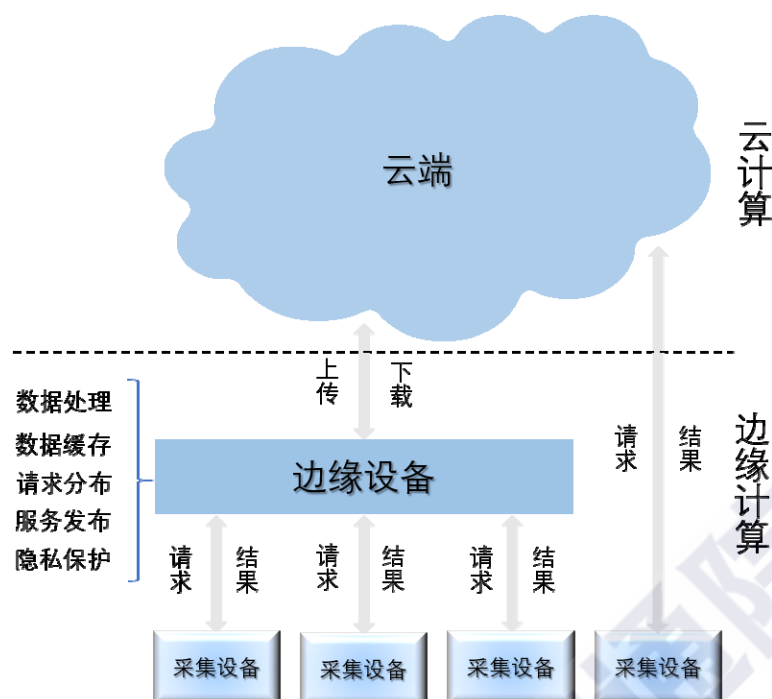 云端
云计算
上传
下载
数据处理
数据缓存
请求分布
服务发布
隐私保护
边缘设备
请求
结果
边缘计算
请求
结果
请求
结果
请求
结果
采集设备
采集设备
采集设备
采集设备